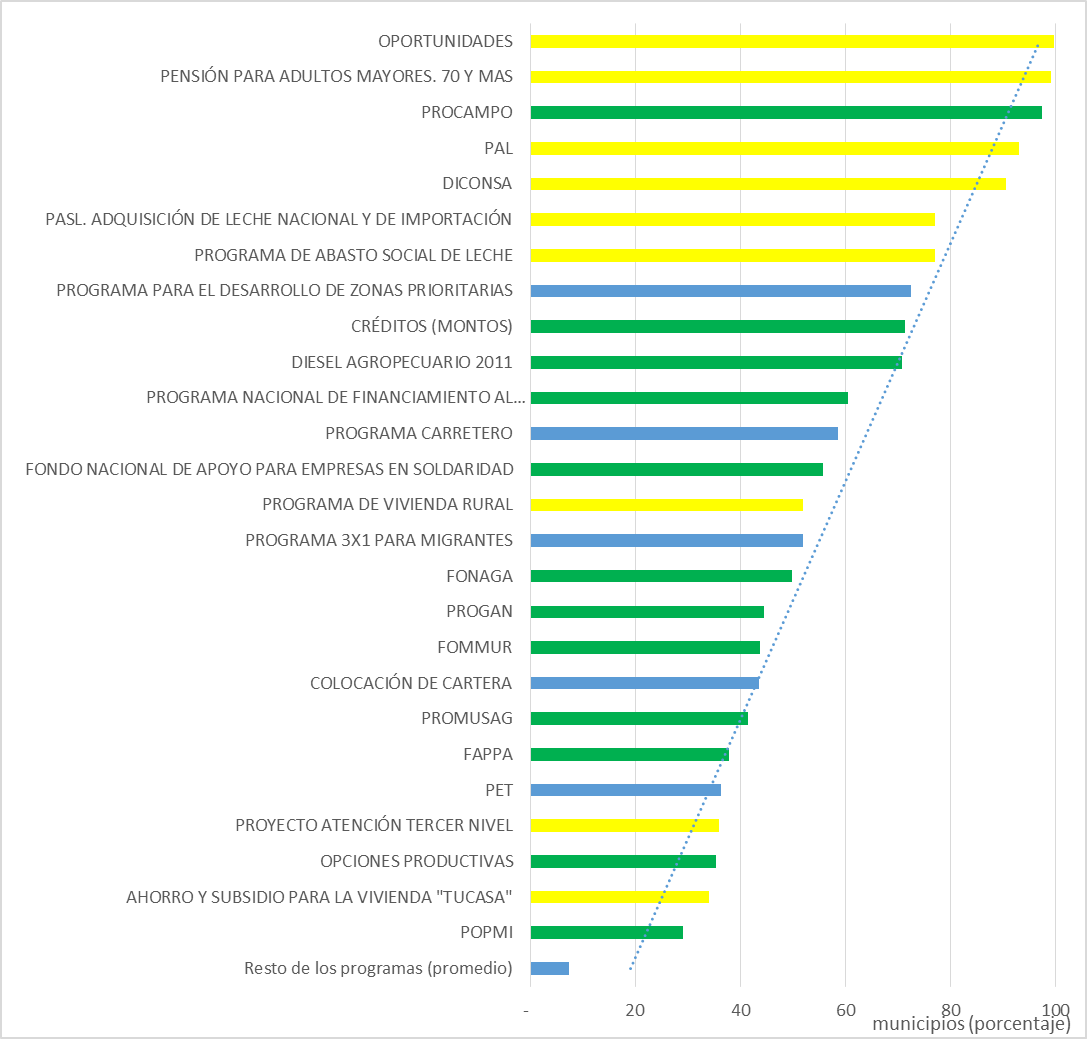 OPORTUNIDADES
PENSIÓN PARA ADULTOS MAYORES. 70 Y MAS
PROCAMPO
PAL
DICONSA
PASL. ADQUISICIÓN DE LECHE NACIONAL Y DE IMPORTACIÓN
PROGRAMA DE ABASTO SOCIAL DE LECHE
PROGRAMA PARA EL DESARROLLO DE ZONAS PRIORITARIAS
CRÉDITOS (MONTOS)
DIESEL AGROPECUARIO 2011
PROGRAMA NACIONAL DE FINANCIAMIENTO AL...
PROGRAMA CARRETERO
FONDO NACIONAL DE APOYO PARA EMPRESAS EN SOLDARIDAD
PROGRAMA DE VIVIENDA RURAL
PROGRAMA 3X1 PARA MIGRANTES
FONAGA
PROGAN
FOMMUR
COLOCACIÓN DE CARTERA
PROMUSAG
FAPPA
PET
PROYECTO ATENCIÓN TERCER NIVEL
OPCIONES PRODUCTIVAS
AHORRO Y SUBSIDIO PARA LA VIVIENDA "TUCASA"
POPMI
Resto de los programas (promedio)
- 20 40 60 80 100
municipios (porcentaje)